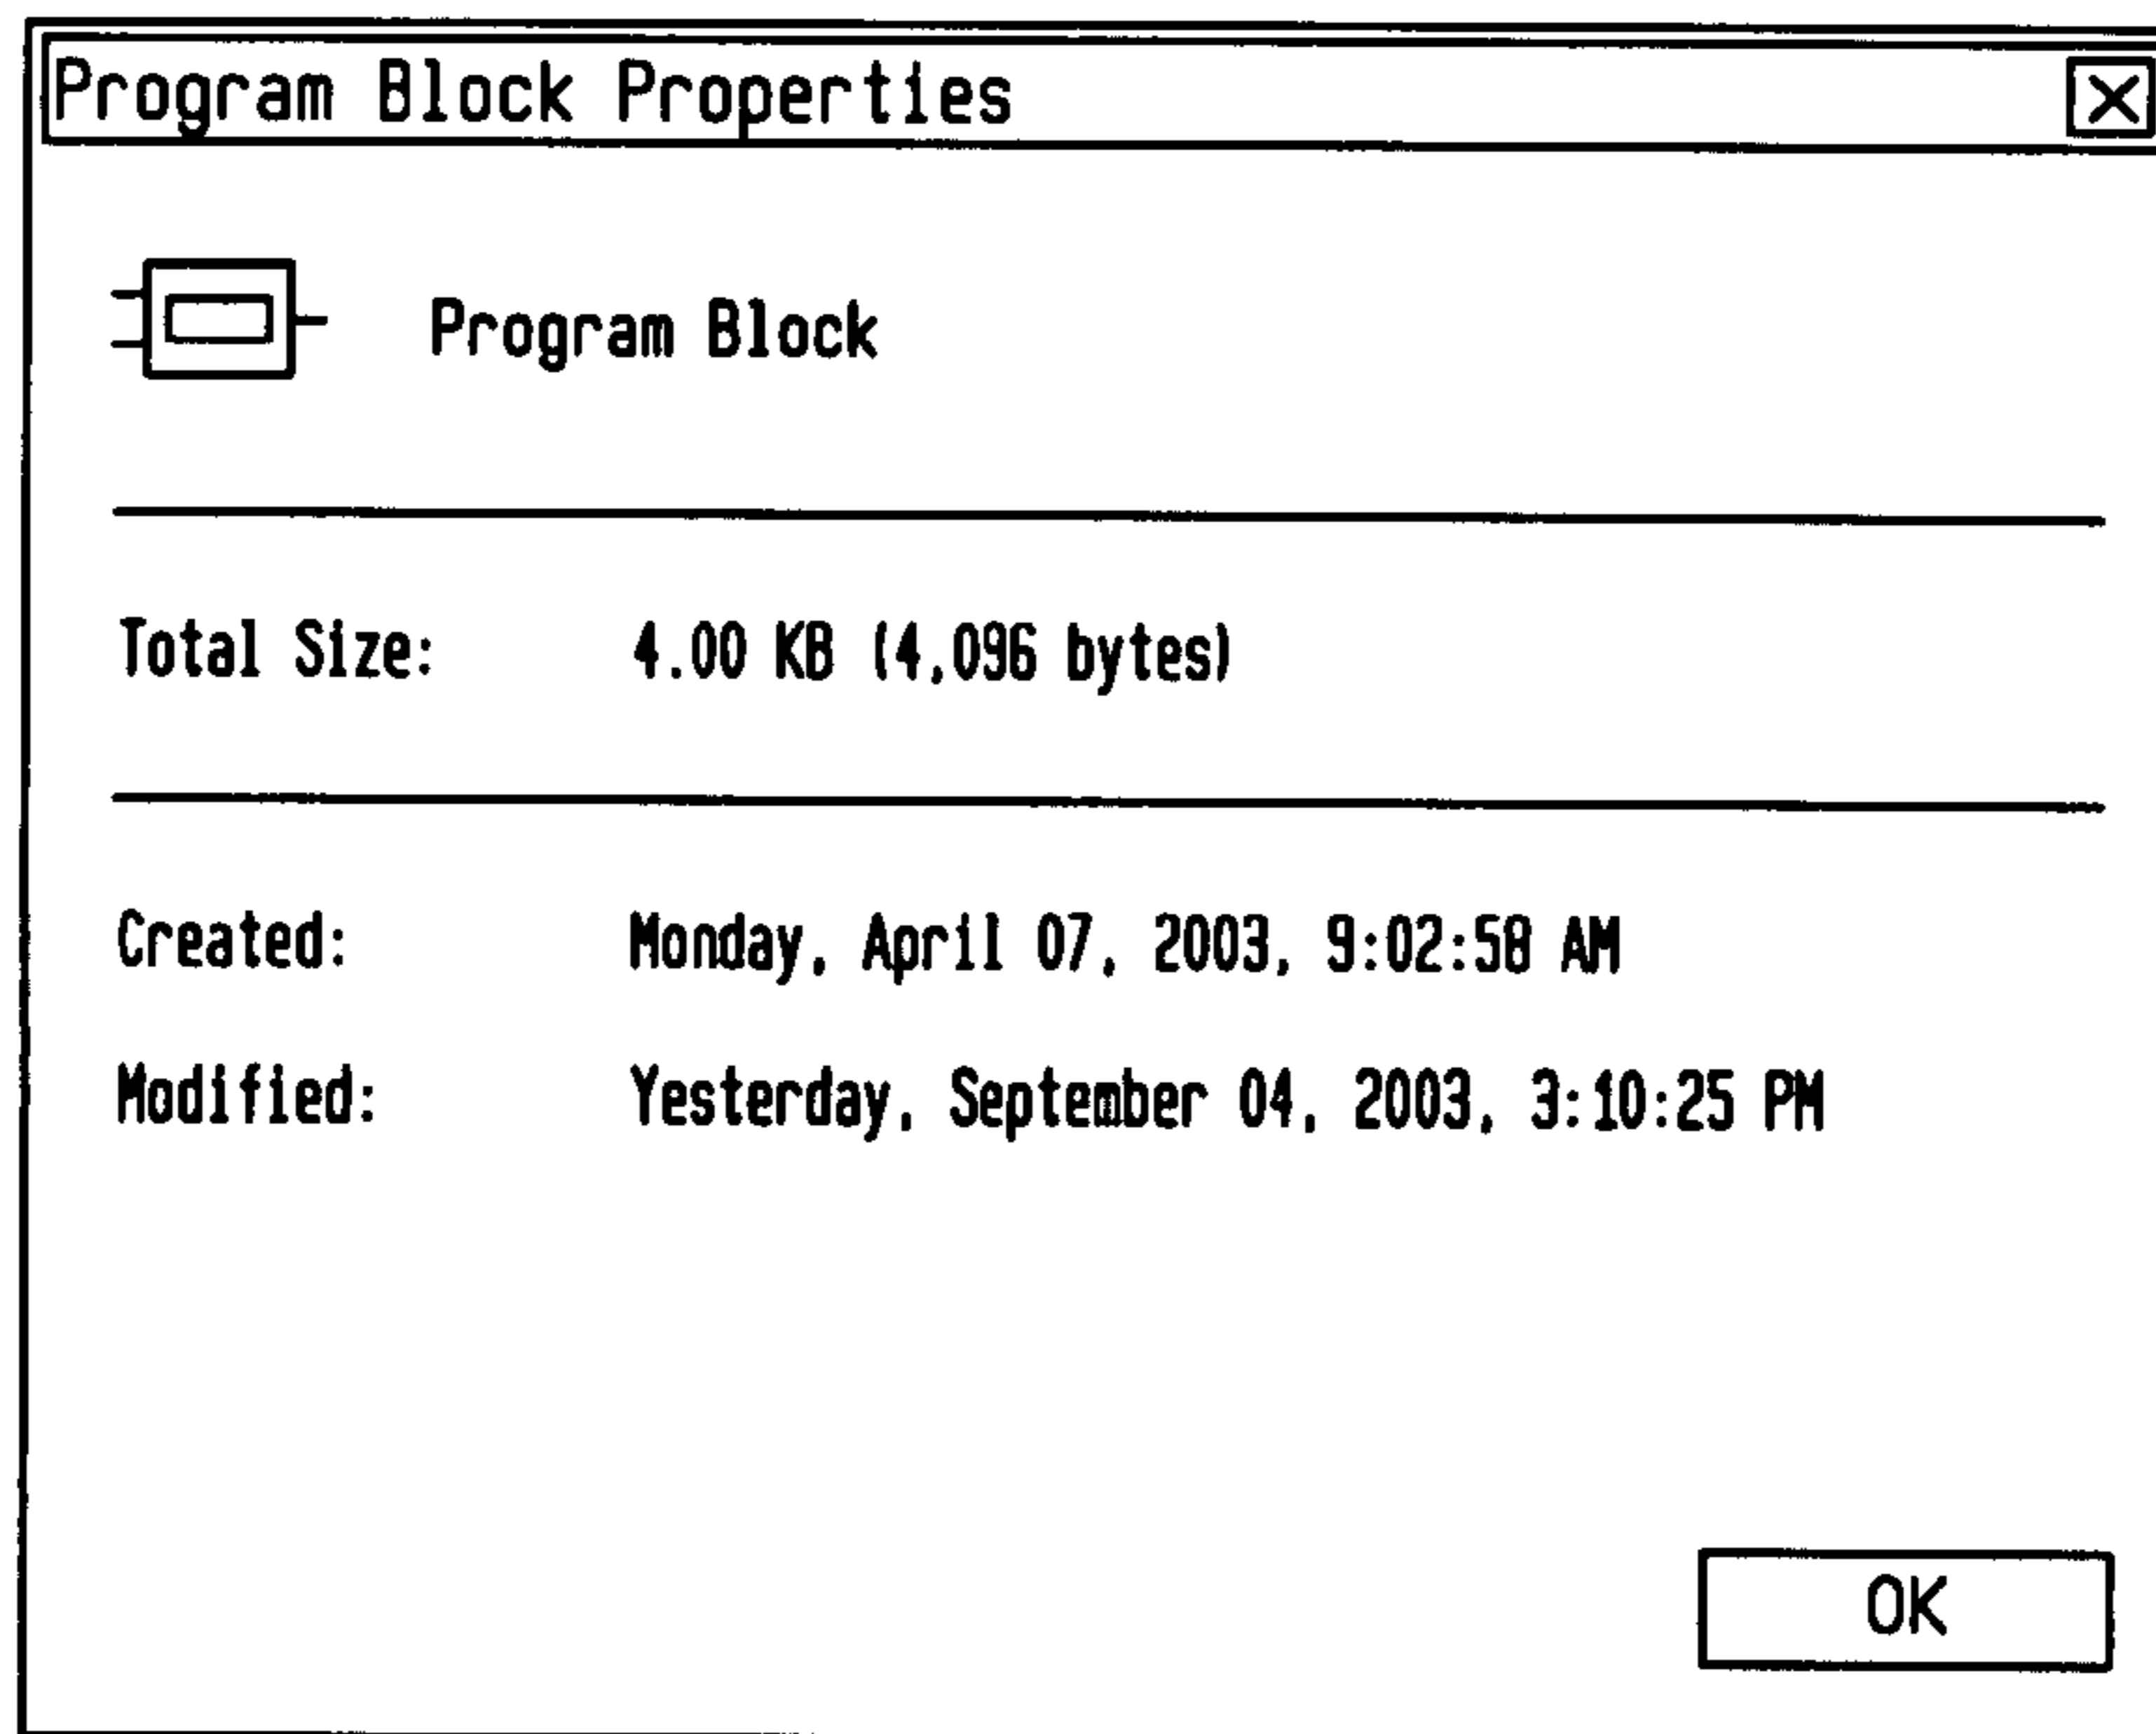 Program Block Properties
Program Block
Total Size: 4.00 KB (4,096 bytes)
Created: Monday, April 07, 2003, 9:02:58 AM
Modified: Yesterday, September 04, 2003, 3:10:25 PM
OK